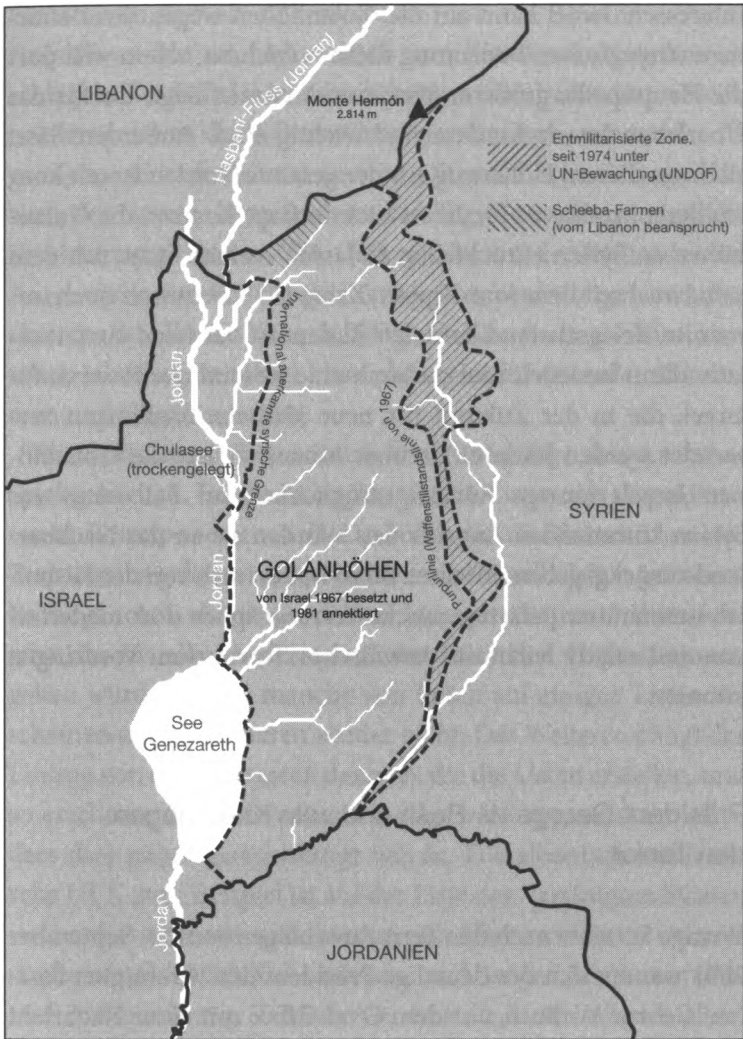 LIBANON
Hasbani-Fluss (Jordan)
Monte Hermón
2.814 m
Entmilitarisierte Zone,
seit 1974 unter
UN-Bewachung (UNDOF)
Scheeba-Farmen
(vom Libanon beansprucht)
Jordan
International anerkannte syrische Grenze
Chulasee
(trockengelegt)
Purpurlinie (Waffenstillstandslinie von 1967)
SYRIEN
Jordan
GOLANHÖHEN
von Israel 1967 besetzt und
1981 annektiert
ISRAEL
See
Genezareth
Jordan
JORDANIEN